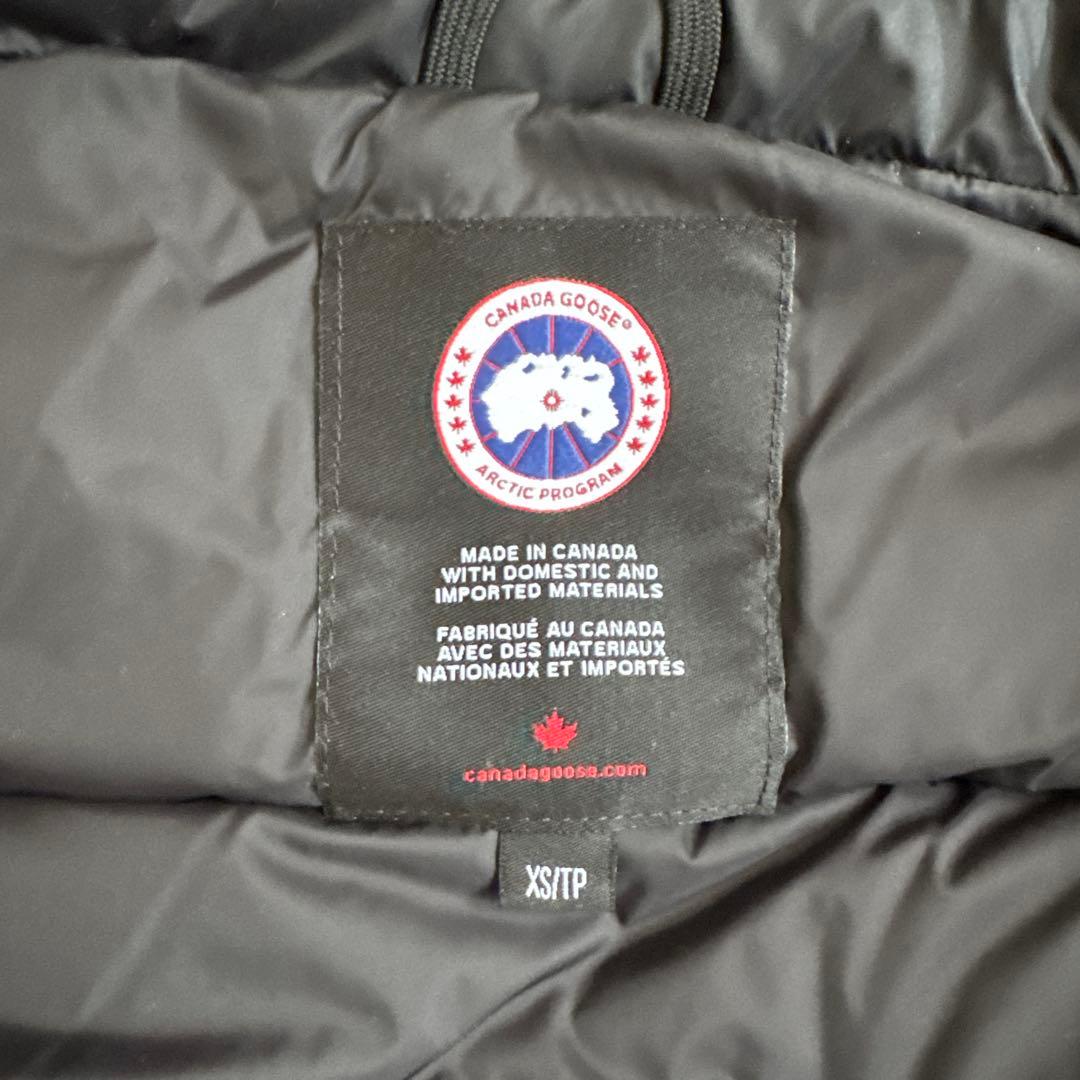 CANADA GOOSE®
ARCTIC PROGRAM
MADE IN CANADA
WITH DOMESTIC AND
IMPORTED MATERIALS
FABRIQUÉ AU CANADA
AVEC DES MATERIAUX
NATIONAUX ET IMPORTÉS
canadagoose.com
XS/TP